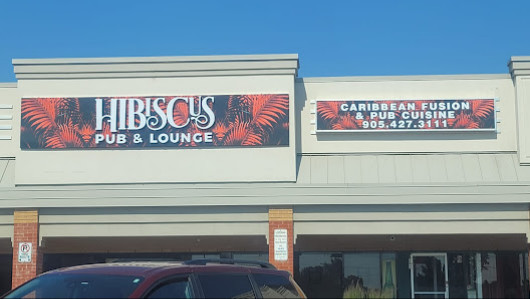 HIBISCUS
PUB & LOUNGE
CARIBBEAN FUSION
& PUB CUISINE
905.427.3111